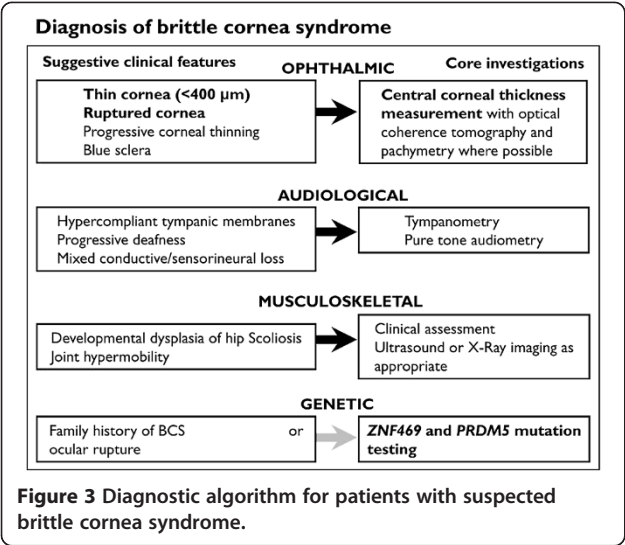 Diagnosis of brittle cornea syndrome
Suggestive clinical features
Core investigations
OPHTHALMIC
Thin cornea (<400 μm)
Ruptured cornea
Progressive corneal thinning
Blue sclera
Central corneal thickness
measurement with optical
coherence tomography and
pachymetry where possible
AUDIOLOGICAL
Hypercompliant tympanic membranes
Progressive deafness
Mixed conductive/sensorineural loss
Tympanometry
Pure tone audiometry
MUSCULOSKELETAL
Developmental dysplasia of hip Scoliosis
Joint hypermobility
Clinical assessment
Ultrasound or X-Ray imaging as
appropriate
GENETIC
Family history of BCS or
ocular rupture
ZNF469 and PRDM5 mutation
testing
Figure 3 Diagnostic algorithm for patients with suspected
brittle cornea syndrome.